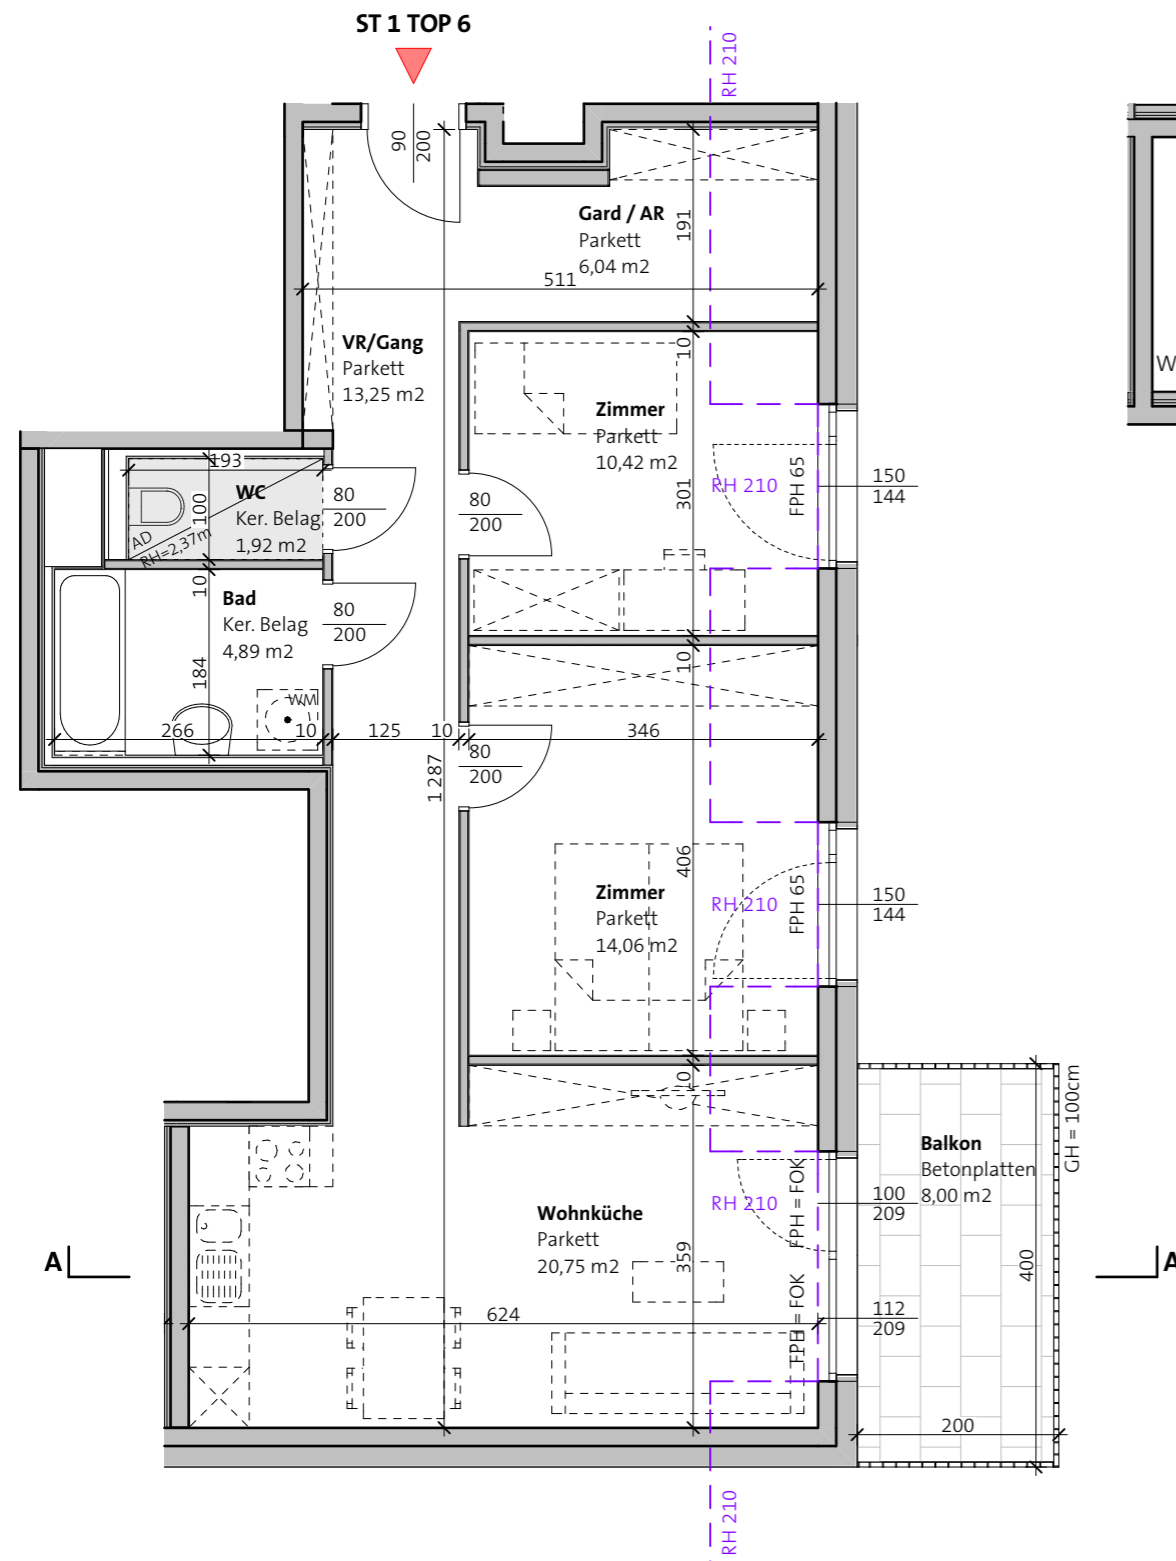 ST 1 TOP 6
RH 210
90
200
Gard / AR
Parkett
6,04 m2
191
511
VR/Gang
Parkett
13,25 m2
10
Zimmer
Parkett
10,42 m2
301
RH 210
FPH 65
150
144
W
193
WC
Ker. Belag
1,92 m2
100
AD
RH=2,37m
80
200
80
200
10
Bad
Ker. Belag
4,89 m2
184
80
200
WM
266
10
125
10
346
10
80
200
1 287
406
Zimmer
Parkett
14,06 m2
RH 210
FPH 65
150
144
10
GH = 100cm
Balkon
Betonplatten
8,00 m2
Wohnküche
Parkett
20,75 m2
RH 210
FPH = FOK
100
209
359
400
A
A
624
FPH = FOK
112
209
200
RH 210